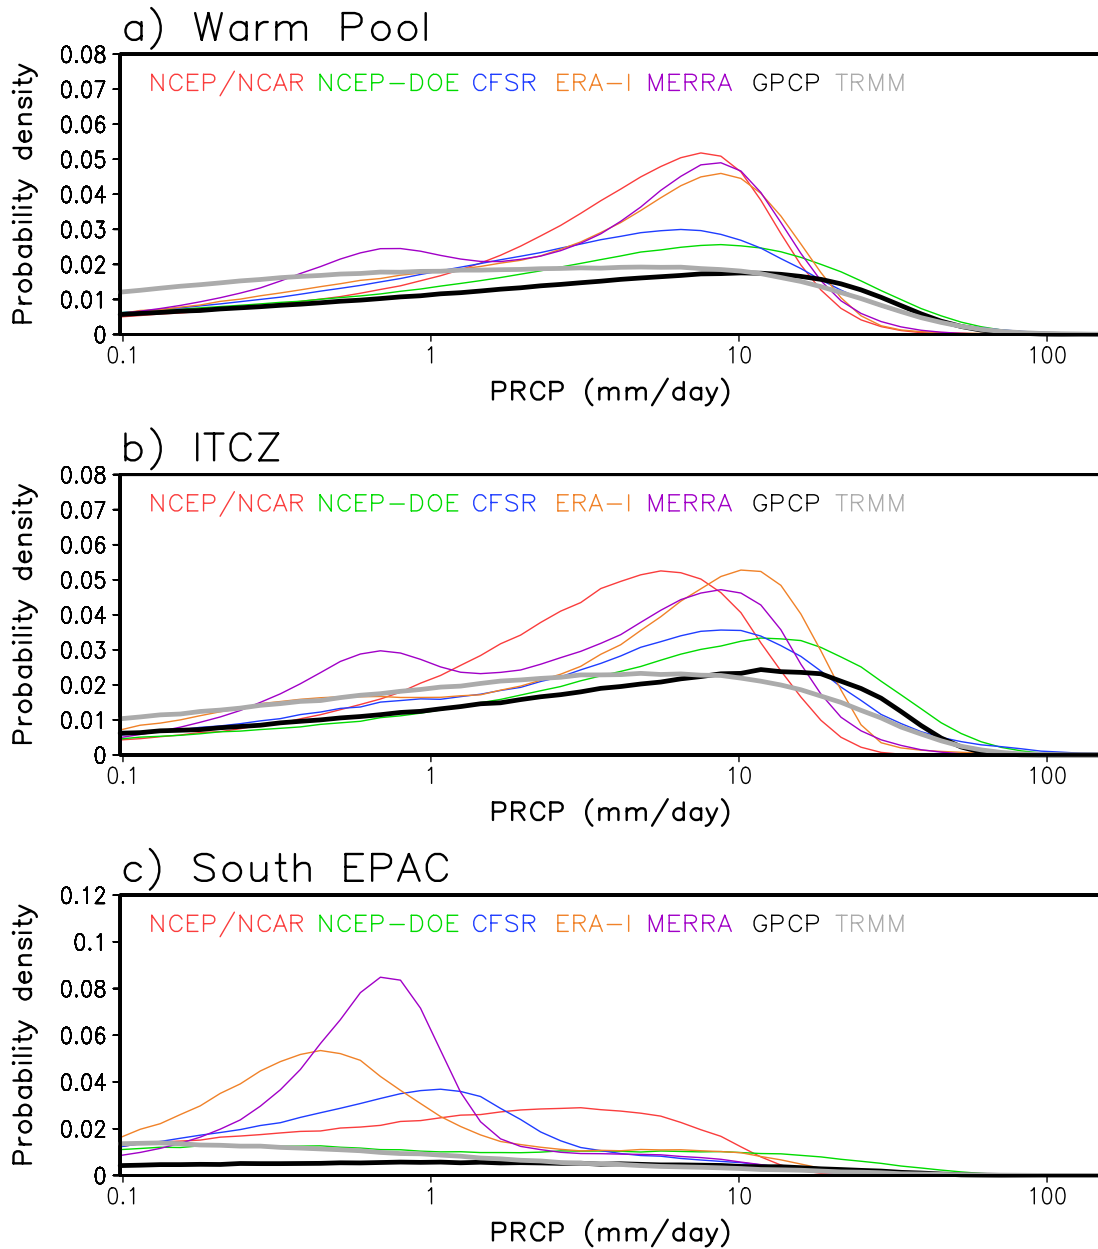 a) Warm Pool
0.08
0.07
0.06
0.05
0.04
0.03
0.02
0.01
0
Probability density
NCEP/NCAR NCEP-DOE CFSR ERA-I MERRA GPCP TRMM
0.1 1 10 100
PRCP (mm/day)
b) ITCZ
0.08
0.07
0.06
0.05
0.04
0.03
0.02
0.01
0
Probability density
NCEP/NCAR NCEP-DOE CFSR ERA-I MERRA GPCP TRMM
0.1 1 10 100
PRCP (mm/day)
c) South EPAC
0.12
0.1
0.08
0.06
0.04
0.02
0
Probability density
NCEP/NCAR NCEP-DOE CFSR ERA-I MERRA GPCP TRMM
0.1 1 10 100
PRCP (mm/day)